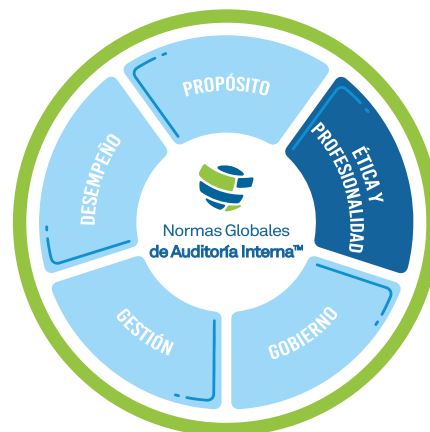 PROPÓSITO
ÉTICA Y
PROFESIONALIDAD
GOBIERNO
GESTIÓN
DESEMPEÑO
Normas Globales
de Auditoría Interna™